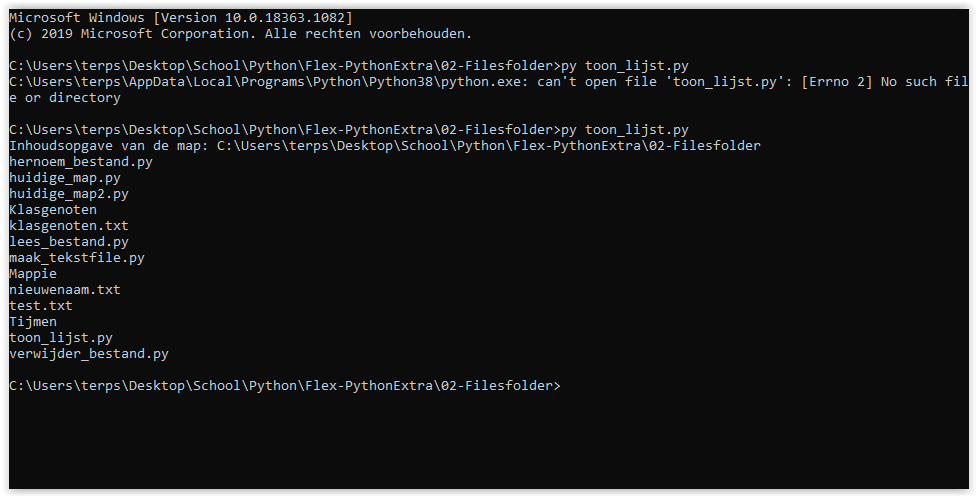 Microsoft Windows [Version 10.0.18363.1082]
(c) 2019 Microsoft Corporation. Alle rechten voorbehouden.
C:\Users\terps\Desktop\School\Python\Flex-PythonExtra\02-Filesfolder>py toon_lijst.py
C:\Users\terps\AppData\Local\Programs\Python\Python38\python.exe: can't open file 'toon_lijst.py': [Errno 2] No such fil
e or directory
C:\Users\terps\Desktop\School\Python\Flex-PythonExtra\02-Filesfolder>py toon_lijst.py
Inhoudsopgave van de map: C:\Users\terps\Desktop\School\Python\Flex-PythonExtra\02-Filesfolder
hernoem_bestand.py
huidige_map.py
huidige_map2.py
Klasgenoten
klasgenoten.txt
lees_bestand.py
maak_tekstfile.py
Mappie
nieuwenaam.txt
test.txt
Tijmen
toon_lijst.py
verwijder_bestand.py
C:\Users\terps\Desktop\School\Python\Flex-PythonExtra\02-Filesfolder>